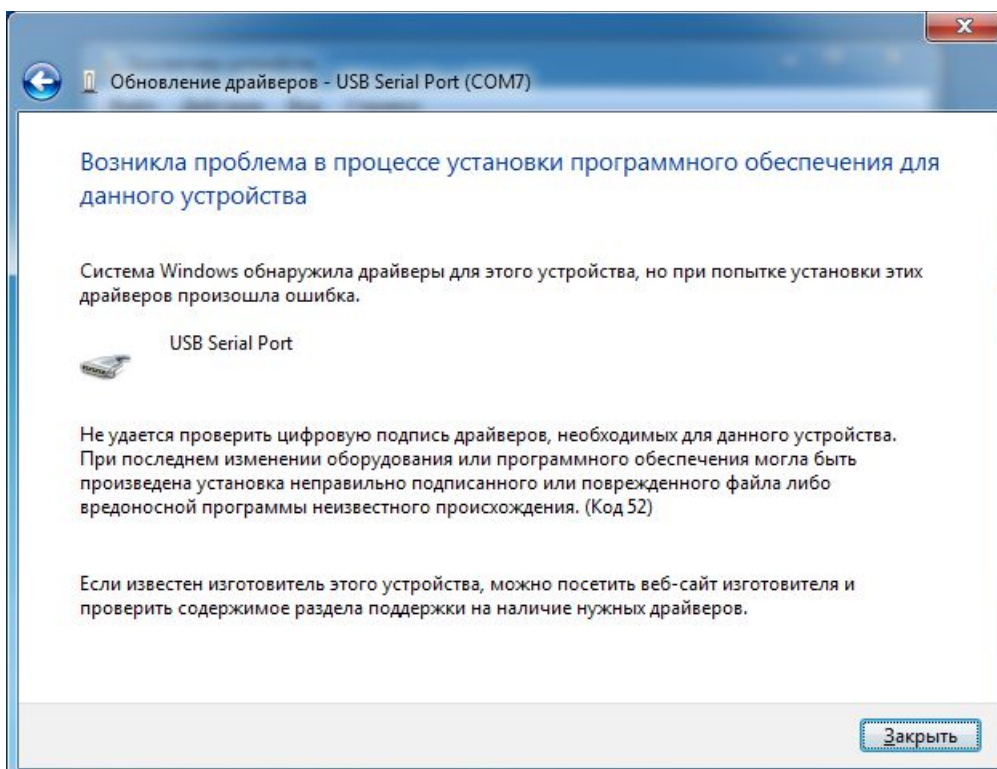 Обновление драйверов - USB Serial Port (COM7)
Возникла проблема в процессе установки программного обеспечения для
данного устройства
Система Windows обнаружила драйверы для этого устройства, но при попытке установки этих
драйверов произошла ошибка.
USB Serial Port
Не удается проверить цифровую подпись драйверов, необходимых для данного устройства.
При последнем изменении оборудования или программного обеспечения могла быть
произведена установка неправильно подписанного или поврежденного файла либо
вредоносной программы неизвестного происхождения. (Код 52)
Если известен изготовитель этого устройства, можно посетить веб-сайт изготовителя и
проверить содержимое раздела поддержки на наличие нужных драйверов.
Закрыть